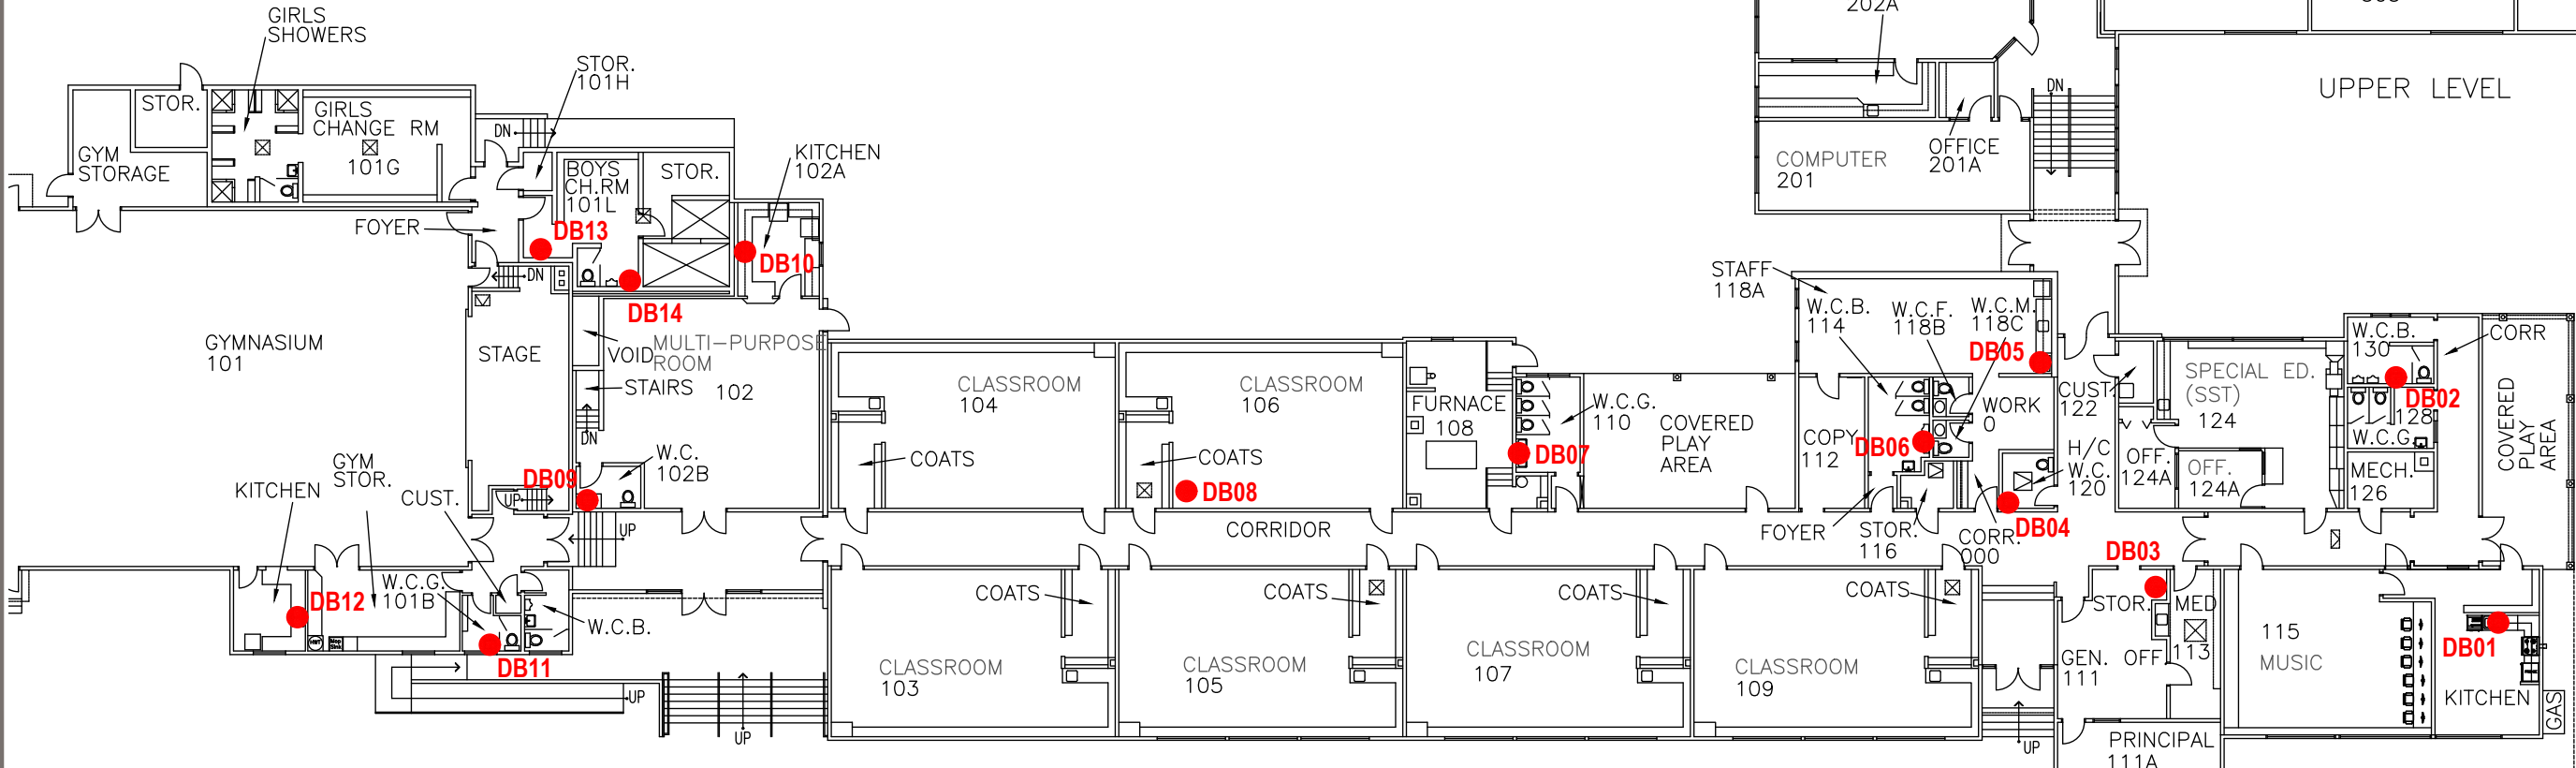 GIRLS
SHOWERS
STOR.
101H
STOR.
GIRLS
CHANGE RM
101G
GYM
STORAGE
DN
BOYS
CH.RM
101L
STOR.
KITCHEN
102A
FOYER
DB13
DB10
DN
DB14
GYMNASIUM
101
STAGE
VOID
MULTI-PURPOSE
ROOM
102
STAIRS
DN
W.C.
102B
DB09
UP
UP
KITCHEN
GYM
STOR.
CUST.
DB12
W.C.G.
101B
W.C.B.
DB11
UP
UP
CLASSROOM
104
COATS
CLASSROOM
106
COATS
DB08
CORRIDOR
FURNACE
108
W.C.G.
110
DB07
COVERED
PLAY
AREA
COATS
CLASSROOM
103
COATS
CLASSROOM
105
COATS
CLASSROOM
107
COATS
CLASSROOM
109
202A
COMPUTER
201
OFFICE
201A
DN
UPPER LEVEL
STAFF
118A
W.C.B.
114
W.C.F.
118B
W.C.M.
118C
DB05
COPY
112
DB06
WORK
0
H/C
W.C.
120
CUST.
122
DB04
FOYER
STOR.
116
CORR.
000
DB03
OFF.
124A
OFF.
124A
SPECIAL ED.
(SST)
124
W.C.B.
130
CORR
DB02
128
W.C.G.
MECH.
126
COVERED
PLAY
AREA
STOR.
MED
113
GEN. OFF.
111
UP
PRINCIPAL
111A
115
MUSIC
DB01
KITCHEN
GAS